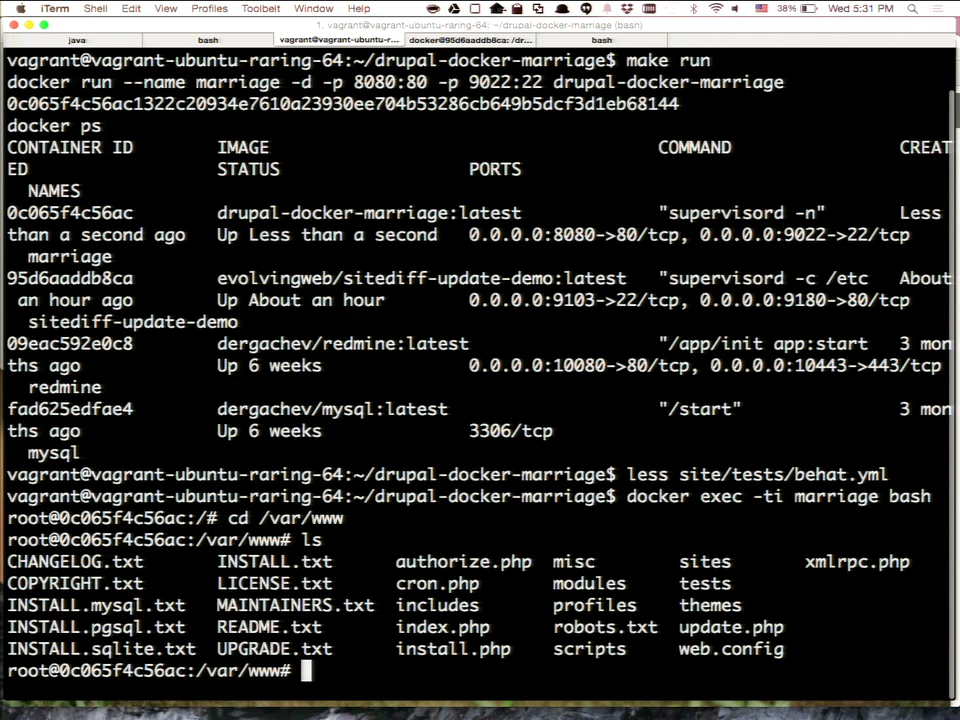 iTerm Shell Edit View Profiles Toolbelt Window Help 38% Wed 5:31 PM
1. vagrant@vagrant-ubuntu-raring-64: ~/drupal-docker-marriage (bash)
java bash vagrant@vagrant-ubuntu-r... docker@95d6aaddb8ca: /dr... bash
vagrant@vagrant-ubuntu-raring-64:~/drupal-docker-marriage$ make run
docker run --name marriage -d -p 8080:80 -p 9022:22 drupal-docker-marriage
0c065f4c56ac1322c20934e7610a23930ee704b53286cb649b5dcf3d1eb68144
docker ps
CONTAINER ID IMAGE COMMAND CREAT
ED STATUS PORTS
NAMES
0c065f4c56ac drupal-docker-marriage:latest "supervisord -n" Less
than a second ago Up Less than a second 0.0.0.0:8080->80/tcp, 0.0.0.0:9022->22/tcp
marriage
95d6aaddb8ca evolvingweb/sitediff-update-demo:latest "supervisord -c /etc About
an hour ago Up About an hour 0.0.0.0:9103->22/tcp, 0.0.0.0:9180->80/tcp
sitediff-update-demo
09eac592e0c8 dergachev/redmine:latest "/app/init app:start 3 mon
ths ago Up 6 weeks 0.0.0.0:10080->80/tcp, 0.0.0.0:10443->443/tcp
redmine
fad625edfae4 dergachev/mysql:latest "/start" 3 mon
ths ago Up 6 weeks 3306/tcp
mysql
vagrant@vagrant-ubuntu-raring-64:~/drupal-docker-marriage$ less site/tests/behat.yml
vagrant@vagrant-ubuntu-raring-64:~/drupal-docker-marriage$ docker exec -ti marriage bash
root@0c065f4c56ac:/# cd /var/www
root@0c065f4c56ac:/var/www# ls
CHANGELOG.txt INSTALL.txt authorize.php misc sites xmlrpc.php
COPYRIGHT.txt LICENSE.txt cron.php modules tests
INSTALL.mysql.txt MAINTAINERS.txt includes profiles themes
INSTALL.pgsql.txt README.txt index.php robots.txt update.php
INSTALL.sqlite.txt UPGRADE.txt install.php scripts web.config
root@0c065f4c56ac:/var/www#